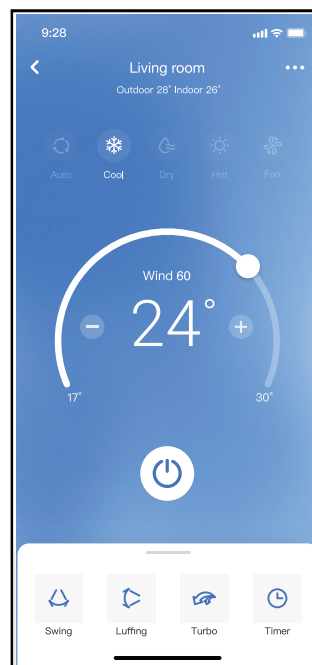 9:28
Living room
Outdoor 28° Indoor 26°
Auto Cool Dry Hot Fan
Wind 60
24°
17° 30°
Swing Luffing Turbo Timer